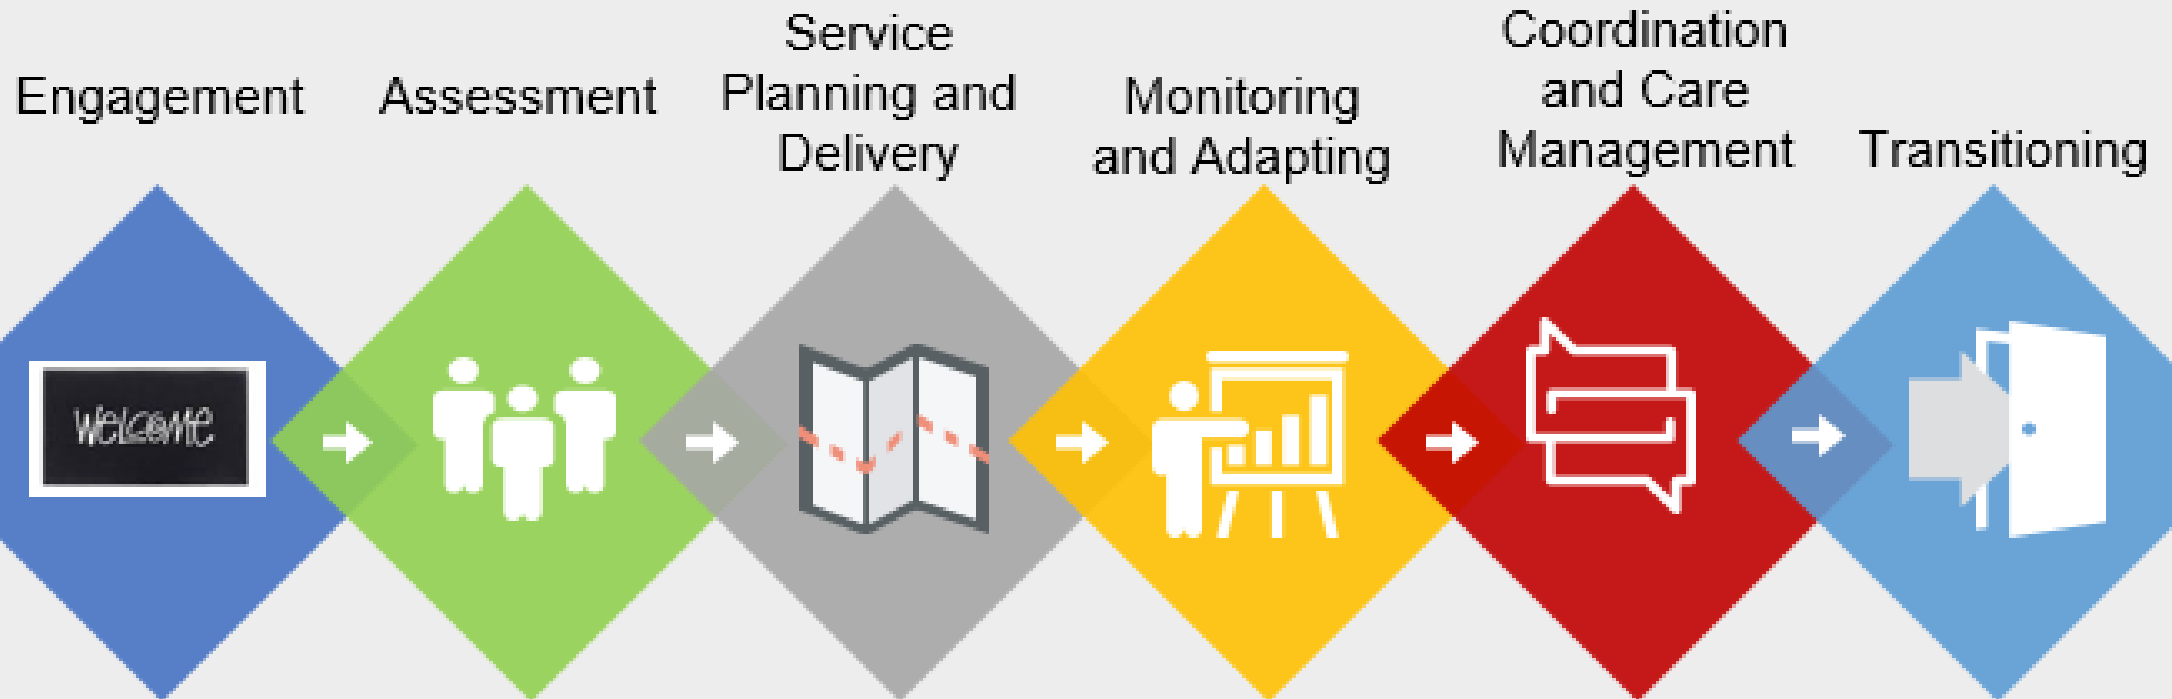 Engagement
Assessment
Service
Planning and
Delivery
Monitoring
and Adapting
Coordination
and Care
Management
Transitioning
Welcome